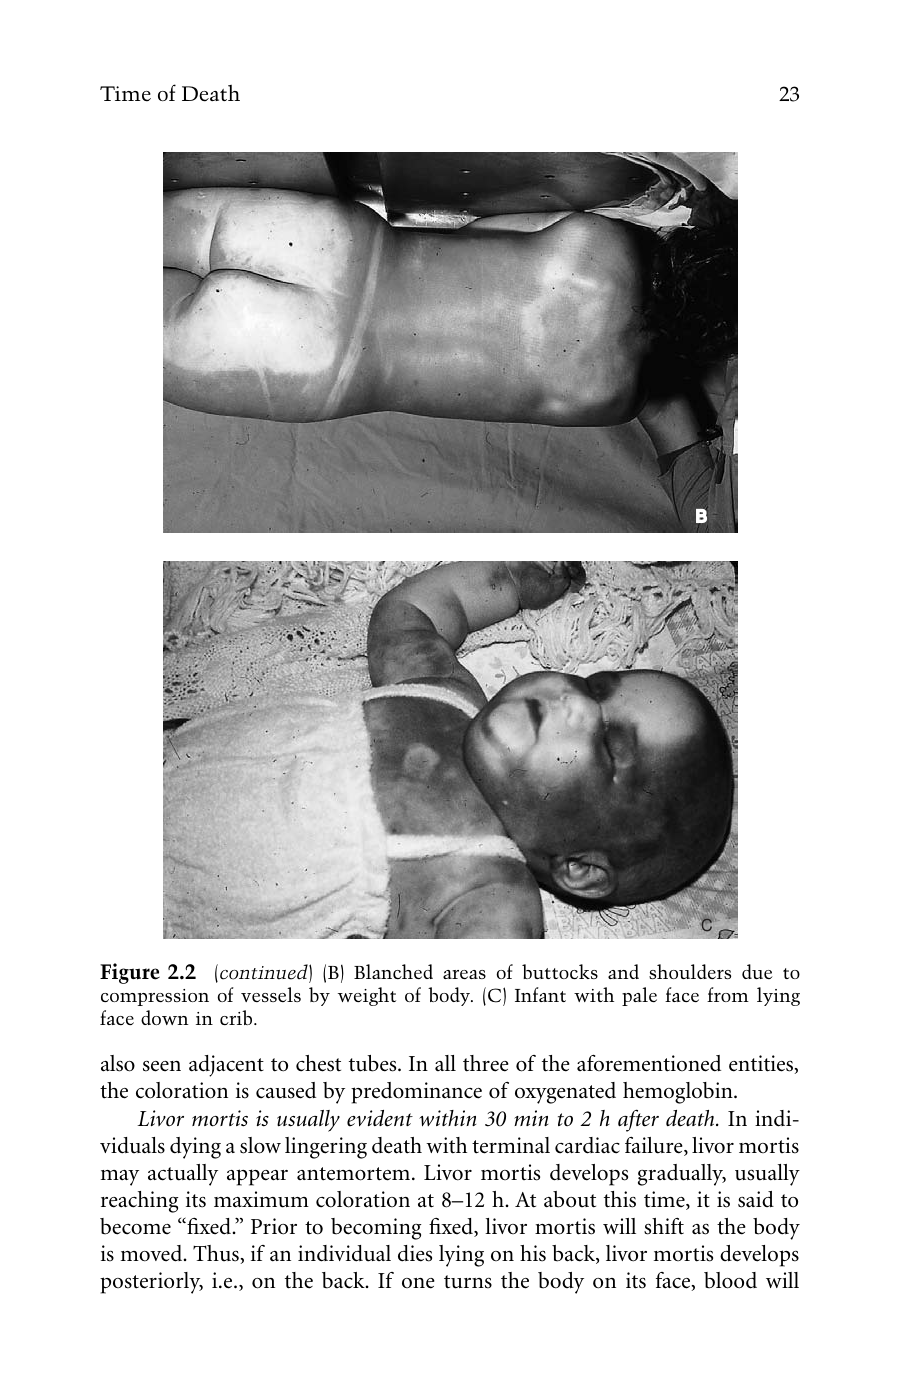 Time of Death 23
B
C
Figure 2.2 (continued) (B) Blanched areas of buttocks and shoulders due to
compression of vessels by weight of body. (C) Infant with pale face from lying
face down in crib.
also seen adjacent to chest tubes. In all three of the aforementioned entities,
the coloration is caused by predominance of oxygenated hemoglobin.
Livor mortis is usually evident within 30 min to 2 h after death. In indi-
viduals dying a slow lingering death with terminal cardiac failure, livor mortis
may actually appear antemortem. Livor mortis develops gradually, usually
reaching its maximum coloration at 8–12 h. At about this time, it is said to
become “fixed.” Prior to becoming fixed, livor mortis will shift as the body
is moved. Thus, if an individual dies lying on his back, livor mortis develops
posteriorly, i.e., on the back. If one turns the body on its face, blood will